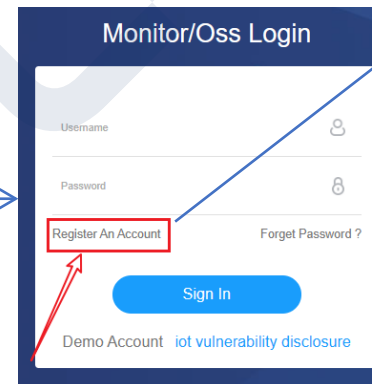 Monitor/Oss Login
Username
Password
Register An Account Forget Password ?
Sign In
Demo Account iot vulnerability disclosure